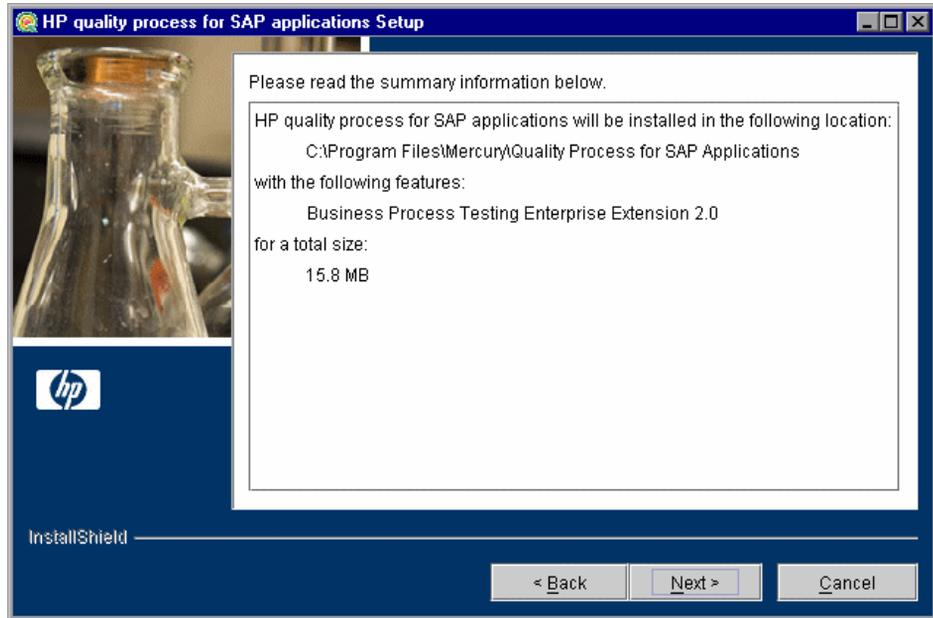 HP quality process for SAP applications Setup
Please read the summary information below.
HP quality process for SAP applications will be installed in the following location:
C:\Program Files\Mercury\Quality Process for SAP Applications
with the following features:
Business Process Testing Enterprise Extension 2.0
for a total size:
15.8 MB
hp
InstallShield
< Back
Next >
Cancel